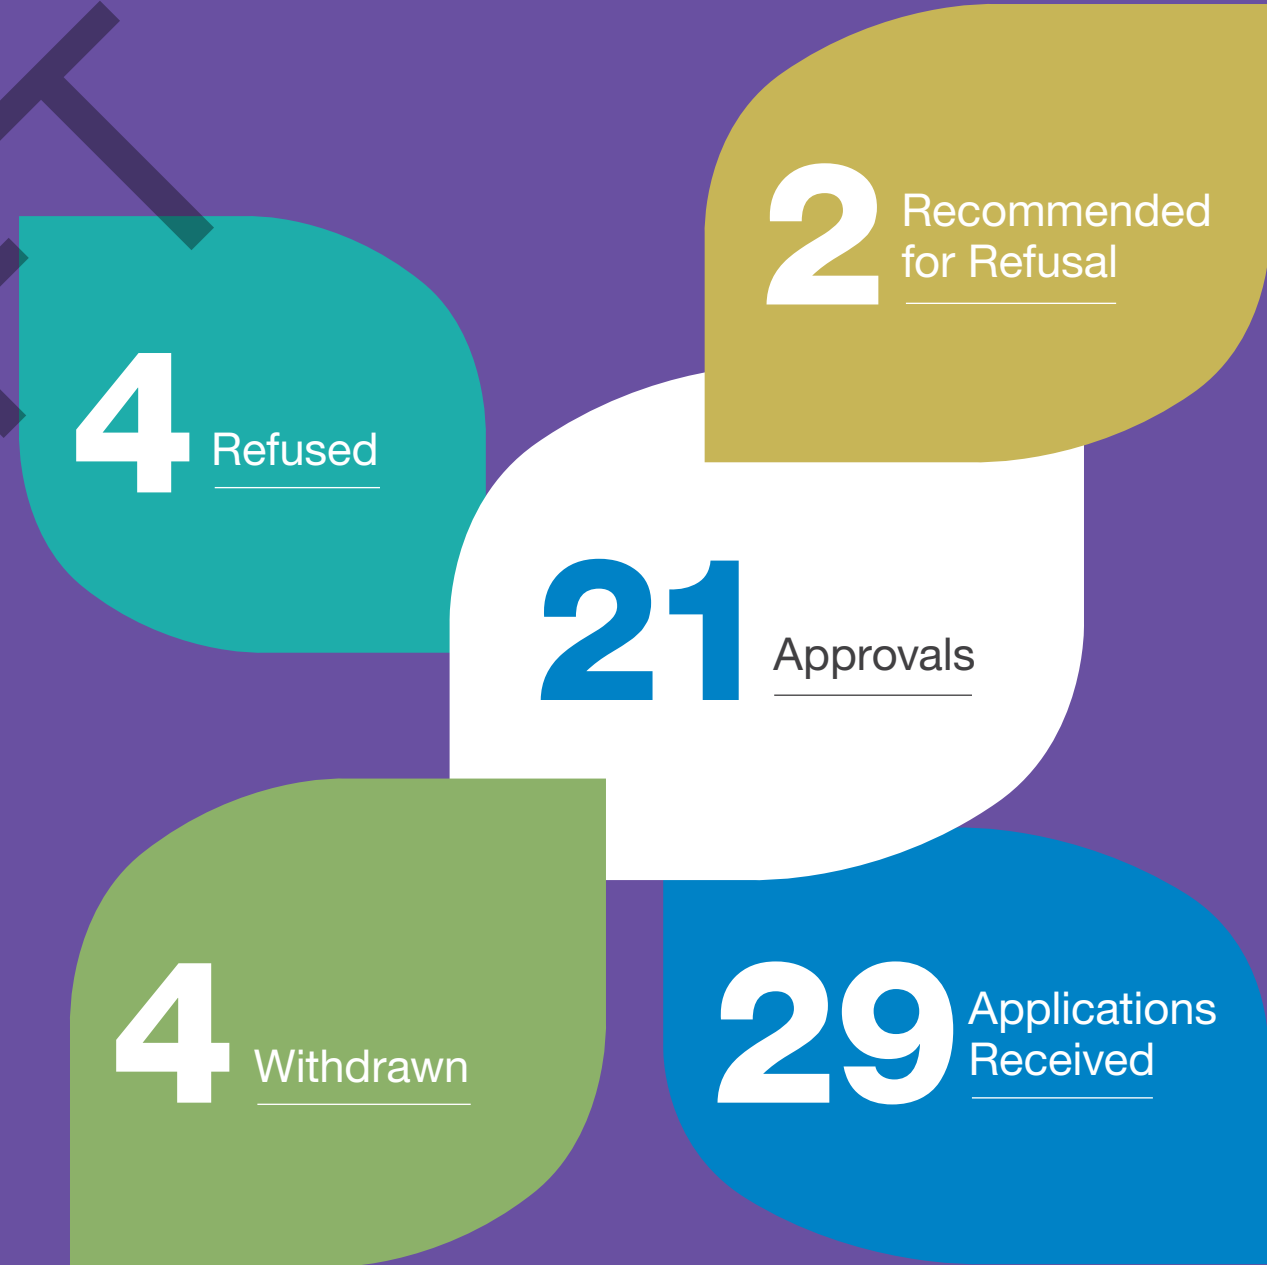 2 Recommended
for Refusal
4 Refused
21 Approvals
4 Withdrawn
29 Applications
Received